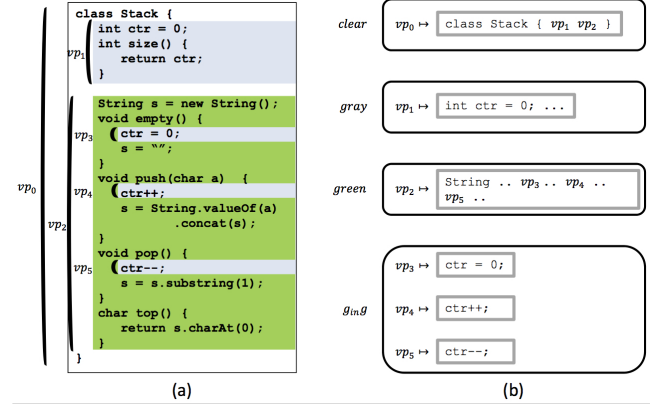 class Stack {
int ctr = 0;
int size() {
return ctr;
}
String s = new String();
void empty() {
ctr = 0;
s = “”;
}
void push(char a) {
ctr++;
s = String.valueOf(a)
.concat(s);
}
void pop() {
ctr--;
s = s.substring(1);
}
char top() {
return s.charAt(0);
}
}
vp0
vp1
vp2
vp3
vp4
vp5
(a)
clear vp0 ↦ class Stack { vp1 vp2 }
gray vp1 ↦ int ctr = 0; ...
green vp2 ↦ String .. vp3 .. vp4 ..
vp5 ..
ging
vp3 ↦ ctr = 0;
vp4 ↦ ctr++;
vp5 ↦ ctr--;
(b)